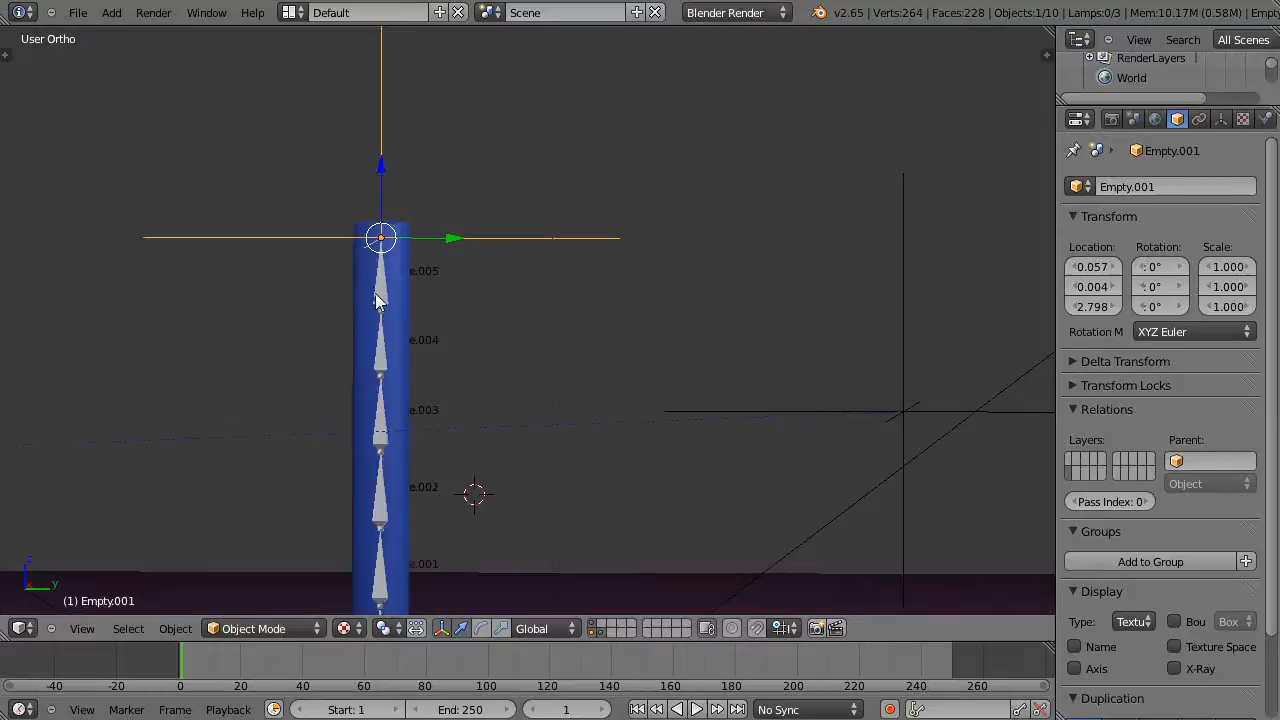 File Add Render Window Help Default Scene Blender Render v2.65 | Verts:264 | Faces:228 | Objects:1/10 | Lamps:0/3 | Mem:10.17M (0.58M) | Empty
User Ortho
View Search All Scenes
RenderLayers
World
Empty.001
Empty.001
Transform
Location: Rotation: Scale:
0.057 : 0° 1.000
0.004 : 0° 1.000
2.798 : 0° 1.000
Rotation M XYZ Euler
Delta Transform
Transform Locks
Relations
Layers: Parent:
Object
Pass Index: 0
Groups
Add to Group
Display
Type: Textu Bou Box
Name Texture Space
Axis X-Ray
Duplication
e.005
e.004
e.003
e.002
e.001
z
y
(1) Empty.001
View Select Object Object Mode Global
-40 -20 0 20 40 60 80 100 120 140 160 180 200 220 240 260
View Marker Frame Playback Start: 1 End: 250 1 No Sync